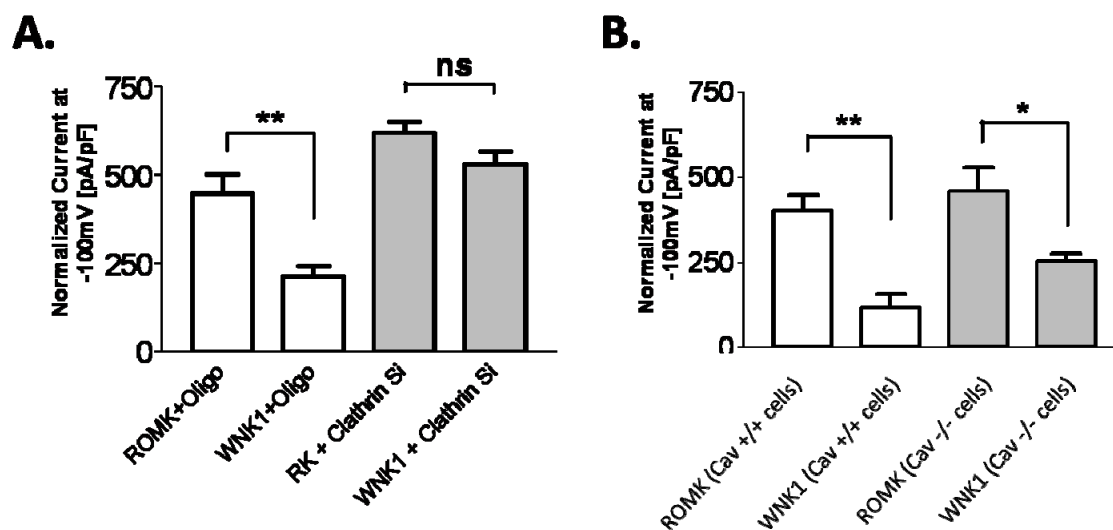 A.
Normalized Current at
-100mV [pA/pF]
750
500
250
0
**
ns
ROMK+Oligo
WNK1+Oligo
RK + Clathrin Si
WNK1 + Clathrin Si
B.
Normalized Current at
-100mV [pA/pF]
750
500
250
0
**
*
ROMK (Cav +/+ cells)
WNK1 (Cav +/+ cells)
ROMK (Cav -/- cells)
WNK1 (Cav -/- cells)